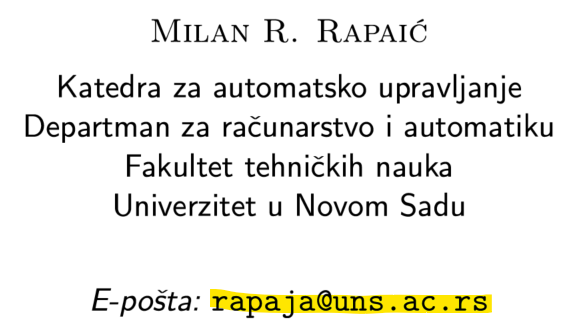 Milan R. Rapaić
Katedra za automatsko upravljanje
Departman za računarstvo i automatiku
Fakultet tehničkih nauka
Univerzitet u Novom Sadu
E-pošta: rapaja@uns.ac.rs